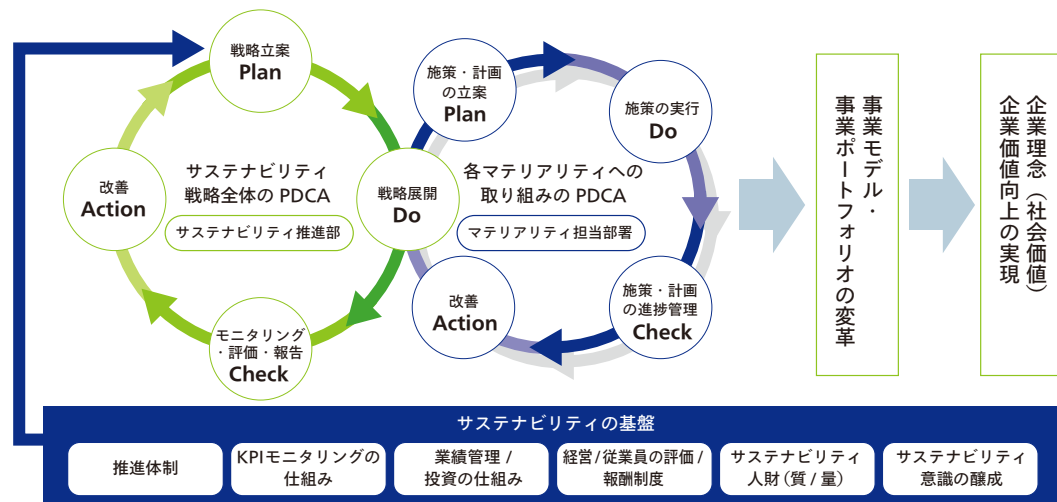 戦略立案
Plan
サステナビリティ
戦略全体の PDCA
サステナビリティ推進部
戦略展開
Do
モニタリング
・評価・報告
Check
改善
Action
施策・計画
の立案
Plan
各マテリアリティへの
取り組みの PDCA
マテリアリティ担当部署
施策の実行
Do
施策・計画
の進捗管理
Check
改善
Action
事業モデル・
事業ポートフォリオの変革
企業理念（社会価値）
企業価値向上の実現
サステナビリティの基盤
推進体制
KPIモニタリングの
仕組み
業績管理 /
投資の仕組み
経営/従業員の評価/
報酬制度
サステナビリティ
人財（質 / 量）
サステナビリティ
意識の醸成